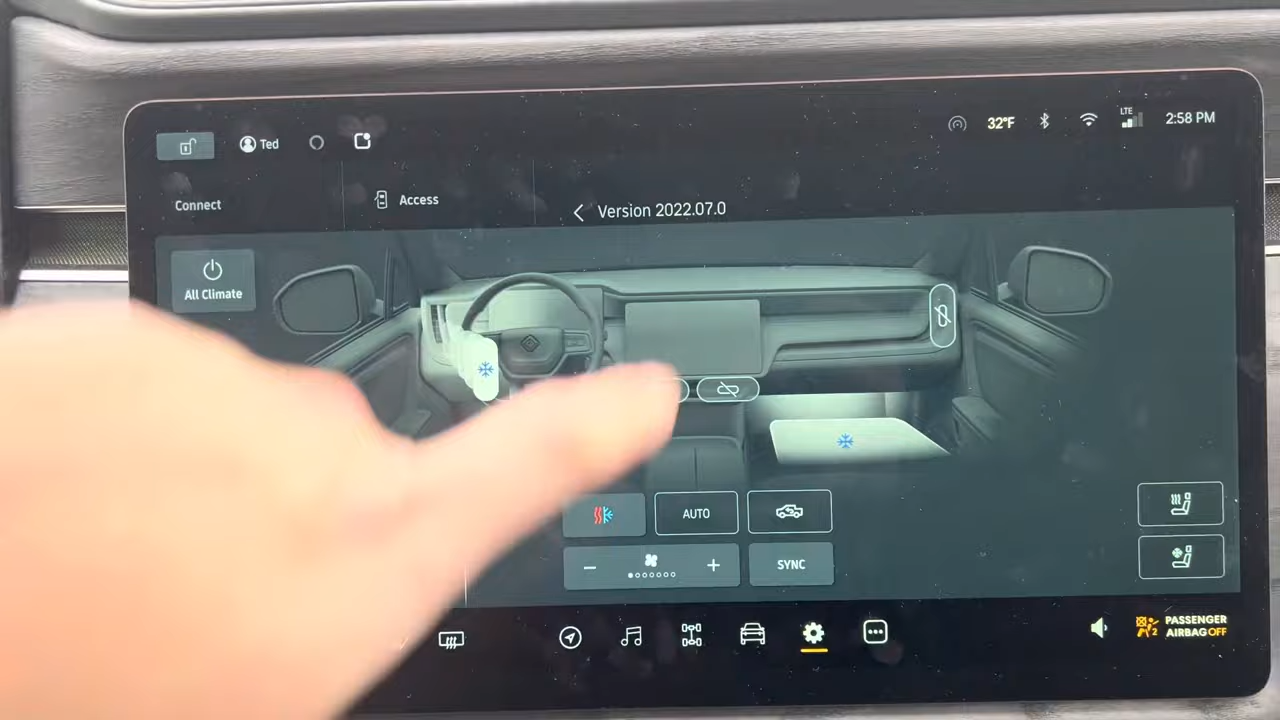 Ted
32°F
LTE
2:58 PM
Connect
Access
Version 2022.07.0
All Climate
AUTO
SYNC
PASSENGER
AIRBAG OFF